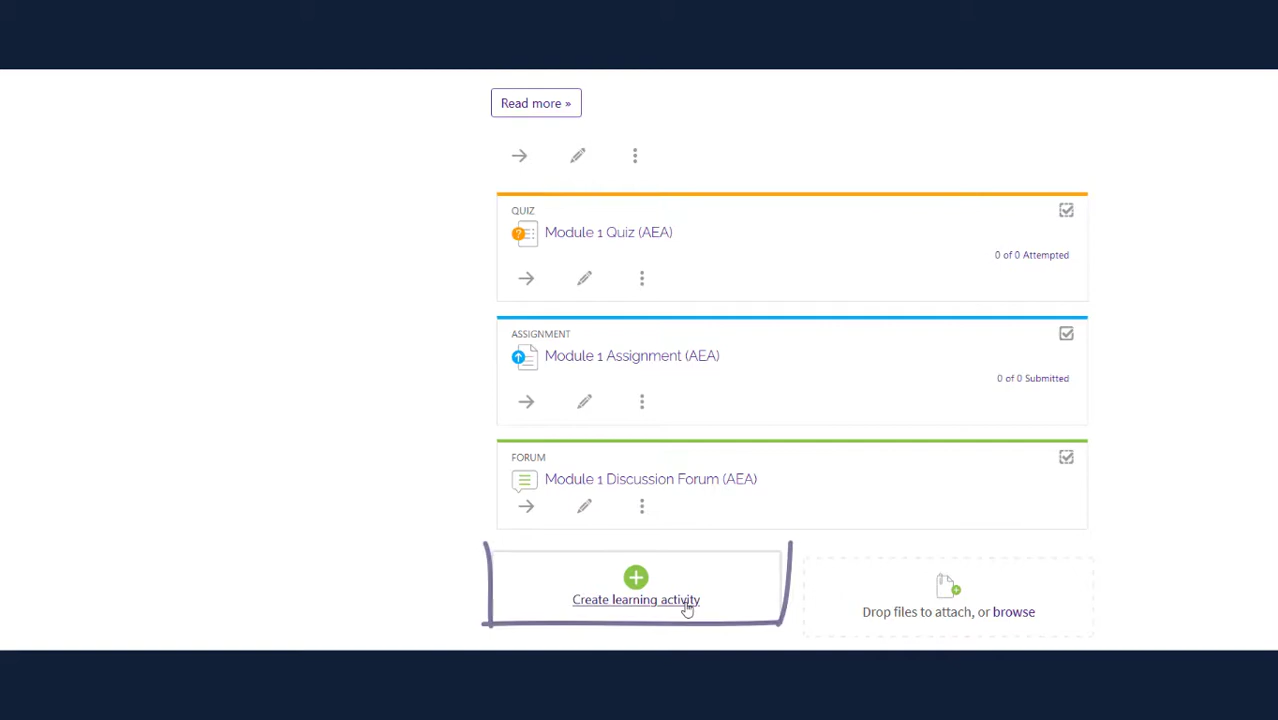 Read more »
QUIZ
Module 1 Quiz (AEA)
0 of 0 Attempted
ASSIGNMENT
Module 1 Assignment (AEA)
0 of 0 Submitted
FORUM
Module 1 Discussion Forum (AEA)
Create learning activity
Drop files to attach, or browse